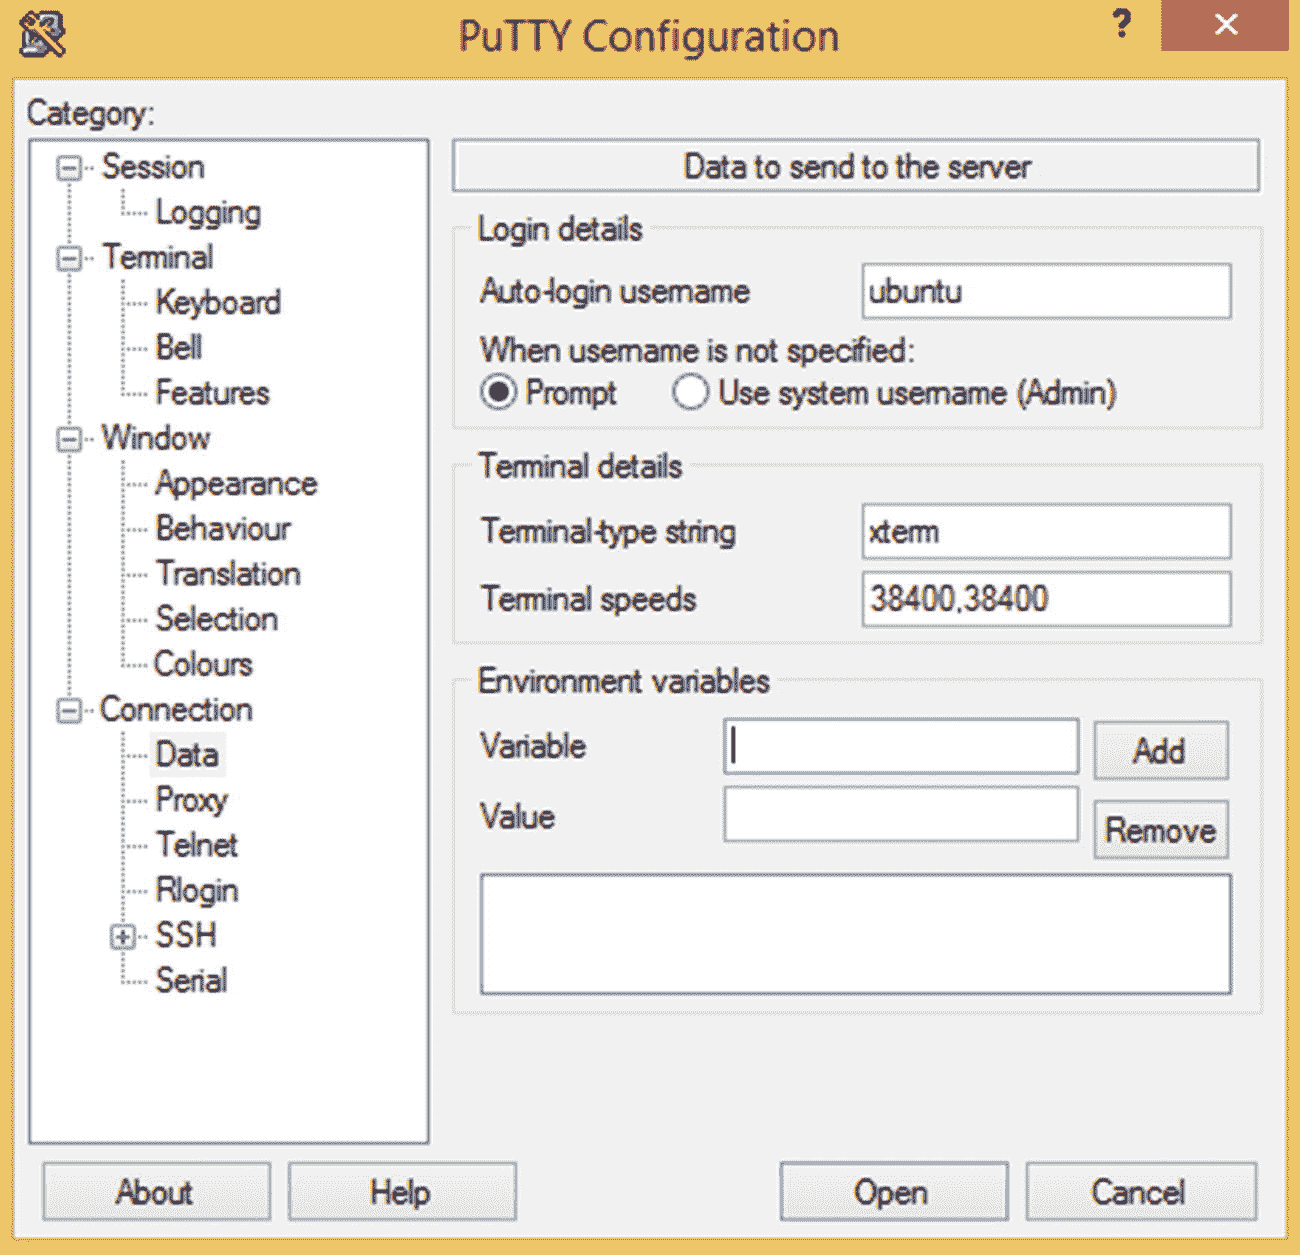 PuTTY Configuration
?
Category:
Session
Logging
Terminal
Keyboard
Bell
Features
Window
Appearance
Behaviour
Translation
Selection
Colours
Connection
Data
Proxy
Telnet
Rlogin
SSH
Serial
Data to send to the server
Login details
Auto-login username ubuntu
When username is not specified:
Prompt Use system username (Admin)
Terminal details
Terminal-type string xterm
Terminal speeds 38400,38400
Environment variables
Variable Add
Value Remove
About Help Open Cancel